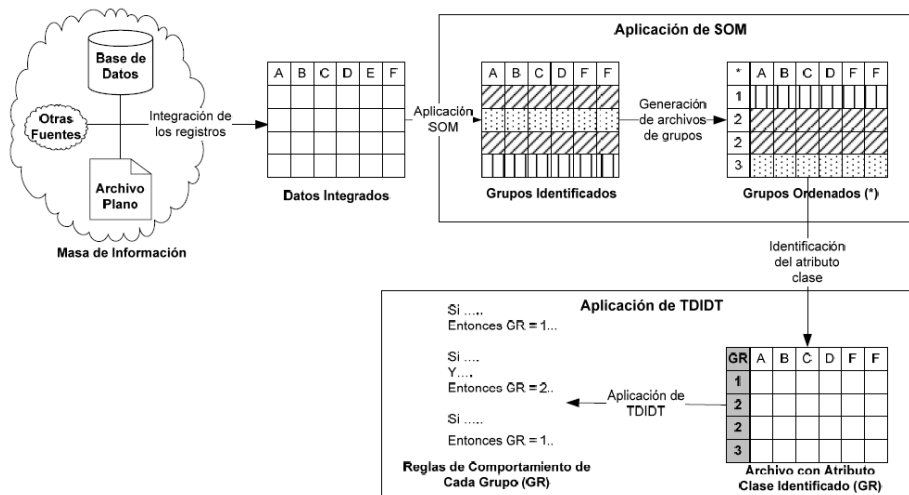 Base de
Datos
Otras
Fuentes
Archivo
Plano
Masa de Información
Integración de
los registros
A B C D E F
Datos Integrados
Aplicación
SOM
Aplicación de SOM
A B C D F F
Grupos Identificados
Generación
de archivos
de grupos
* A B C D F F
1
2
2
3
Grupos Ordenados (*)
Identificación
del atributo
clase
Aplicación de TDIDT
Si .....
Entonces GR = 1...
Si ....
Y....
Entonces GR = 2..
Si .....
Entonces GR = 1..
Reglas de Comportamiento de
Cada Grupo (GR)
Aplicación de
TDIDT
GR A B C D F F
1
2
2
3
Archivo con Atributo
Clase Identificado (GR)